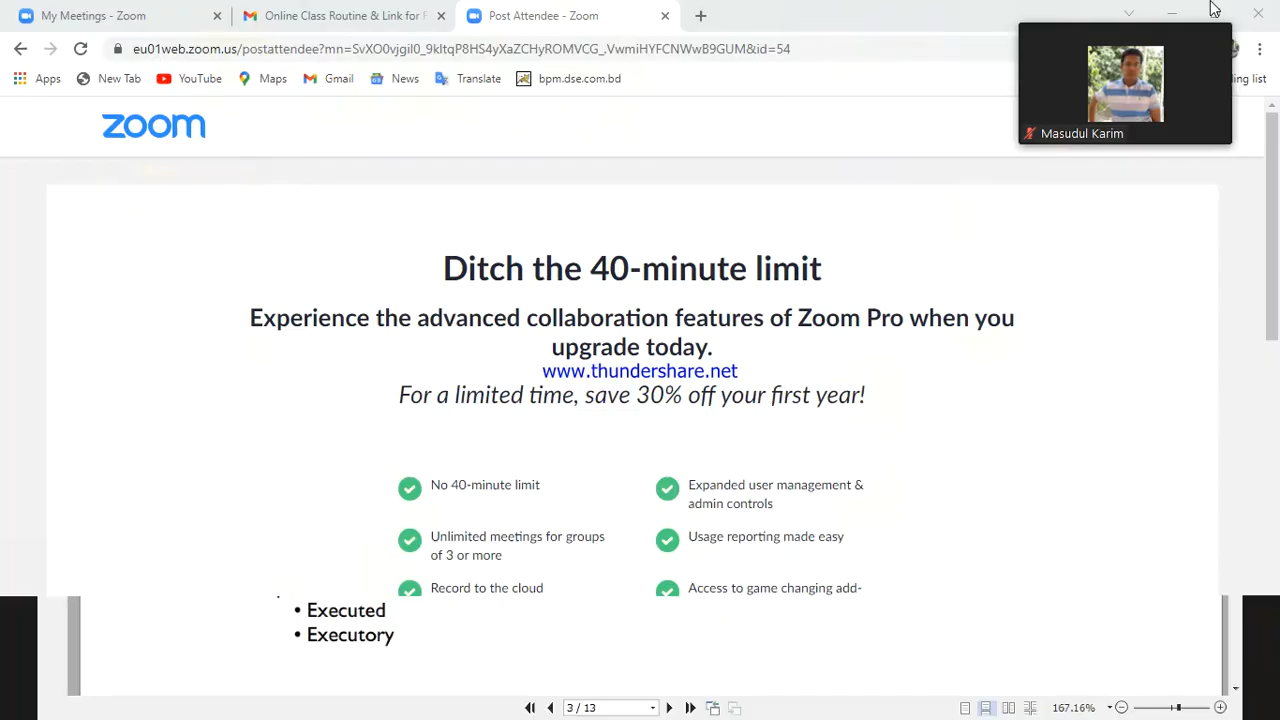 My Meetings - Zoom
Online Class Routine & Link for F
Post Attendee - Zoom
eu01web.zoom.us/postattendee?mn=SvXO0vjgil0_9kltqP8HS4yXaZCHyROMVCG_.VwmiHYFCNWwB9GUM&id=54
Apps
New Tab
YouTube
Maps
Gmail
News
Translate
bpm.dse.com.bd
ling list
Masudul Karim
zoom
Ditch the 40-minute limit
Experience the advanced collaboration features of Zoom Pro when you
upgrade today.
www.thundershare.net
For a limited time, save 30% off your first year!
No 40-minute limit
Expanded user management &
admin controls
Unlimited meetings for groups
of 3 or more
Usage reporting made easy
Record to the cloud
Access to game changing add-
• Executed
• Executory
3 / 13
167.16%